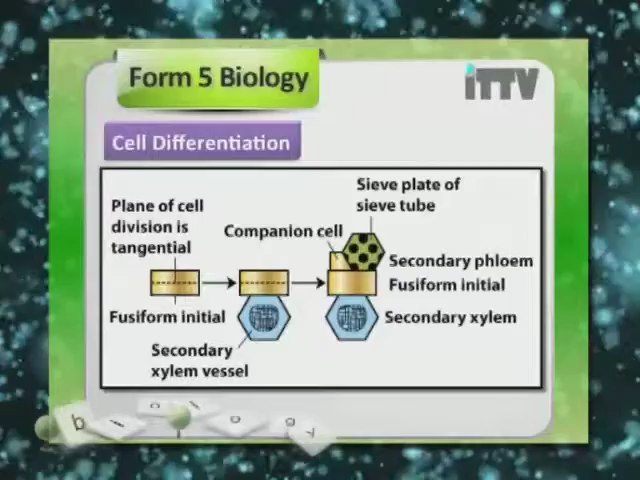 Form 5 Biology
iTTV
Cell Differentiation
Sieve plate of
sieve tube
Plane of cell
division is
tangential
Companion cell
Secondary phloem
Fusiform initial
Fusiform initial
Secondary xylem
Secondary
xylem vessel
b i o l o g y